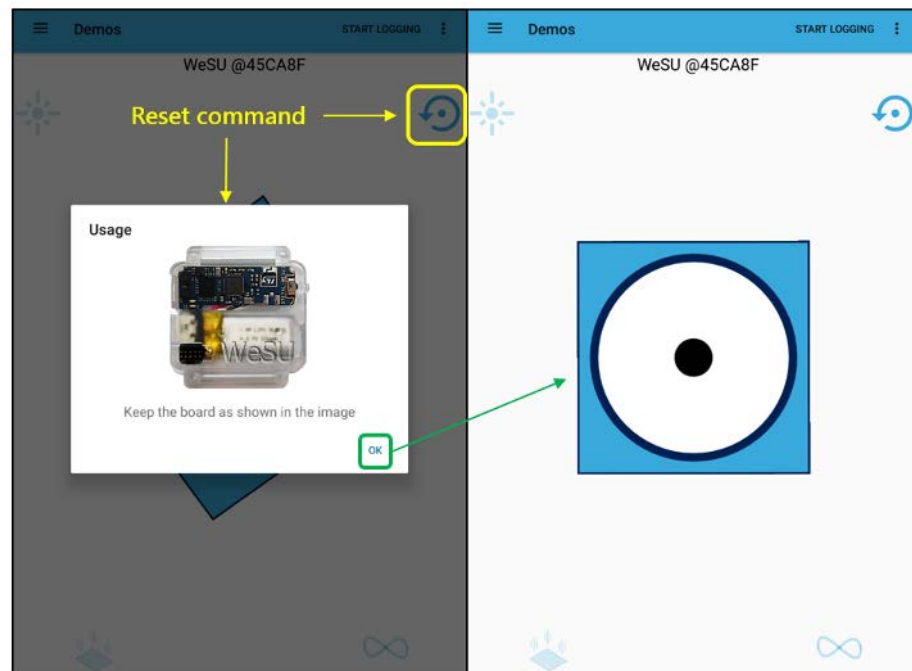 Demos
START LOGGING
WeSU @45CA8F
Reset command
Usage
WeSU
Keep the board as shown in the image
OK
Demos
START LOGGING
WeSU @45CA8F